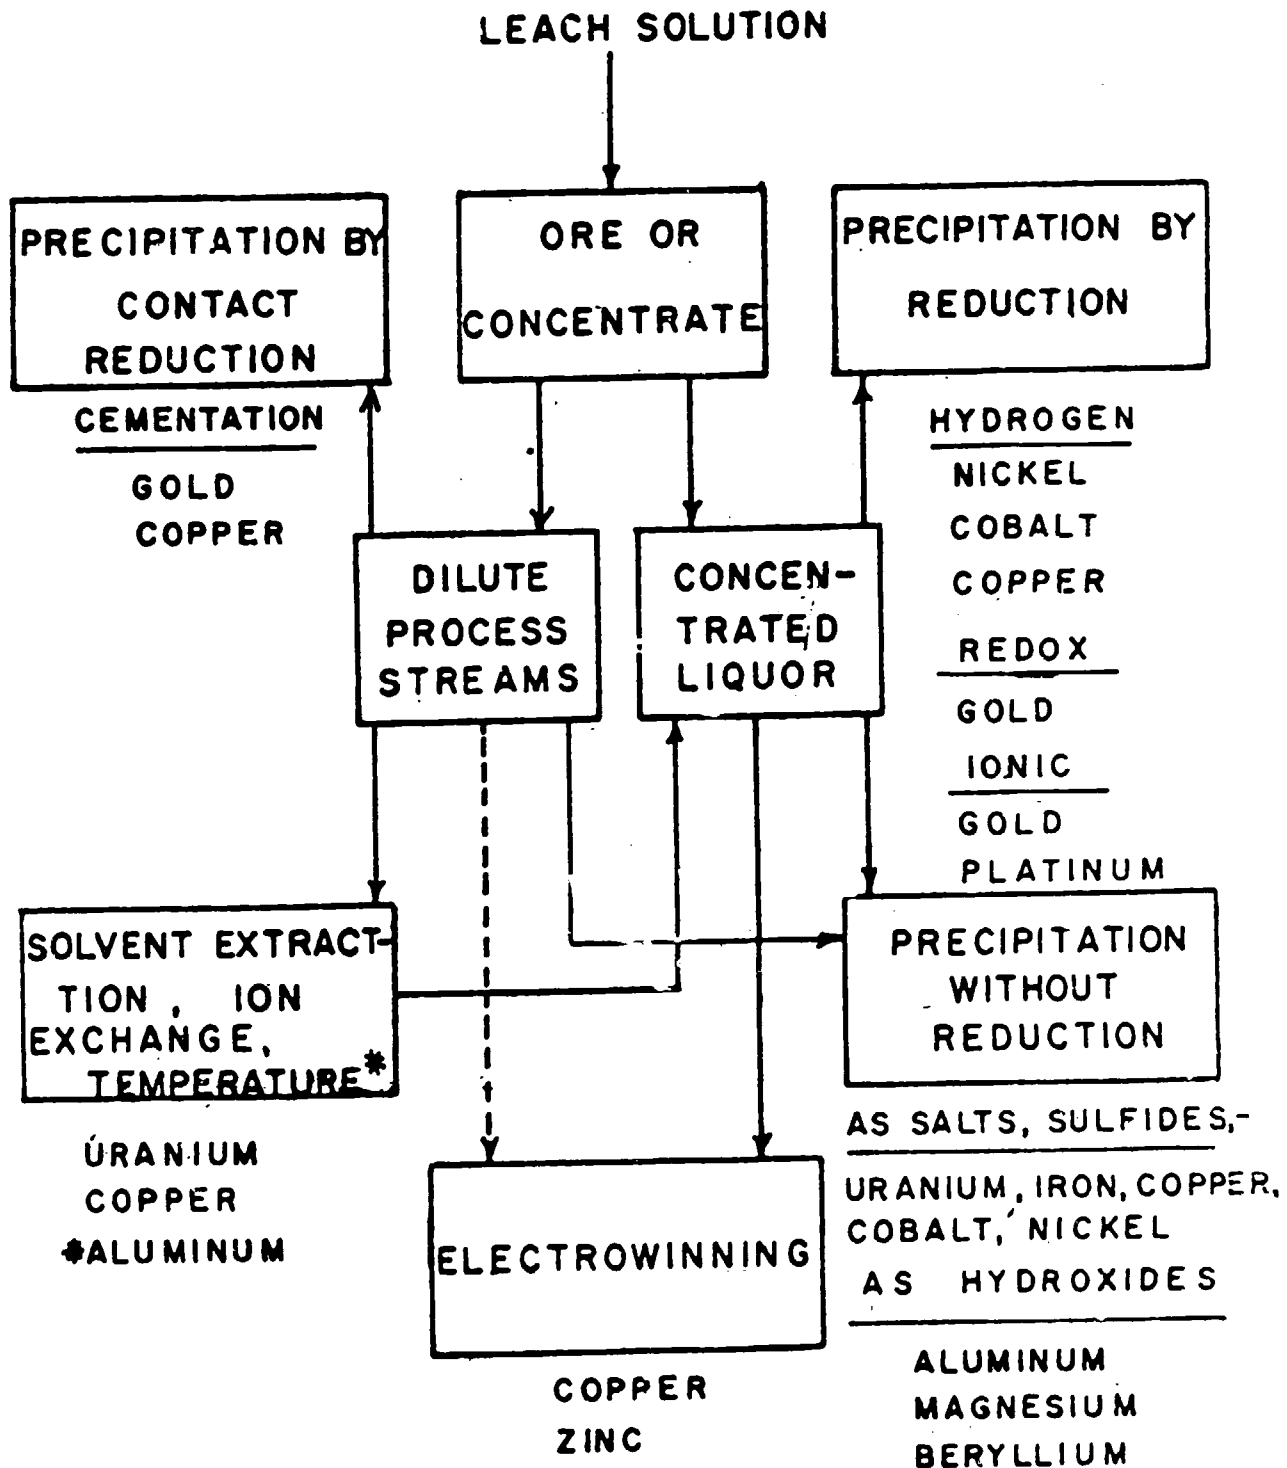 LEACH SOLUTION
PRECIPITATION BY
CONTACT
REDUCTION
CEMENTATION
GOLD
COPPER
ORE OR
CONCENTRATE
PRECIPITATION BY
REDUCTION
HYDROGEN
NICKEL
COBALT
COPPER
REDOX
GOLD
IONIC
GOLD
PLATINUM
DILUTE
PROCESS
STREAMS
CONCEN-
TRATED
LIQUOR
SOLVENT EXTRACT-
TION, ION
EXCHANGE,
TEMPERATURE*
URANIUM
COPPER
*ALUMINUM
ELECTROWINNING
COPPER
ZINC
PRECIPITATION
WITHOUT
REDUCTION
AS SALTS, SULFIDES,-
URANIUM, IRON, COPPER,
COBALT, NICKEL
AS HYDROXIDES
ALUMINUM
MAGNESIUM
BERYLLIUM